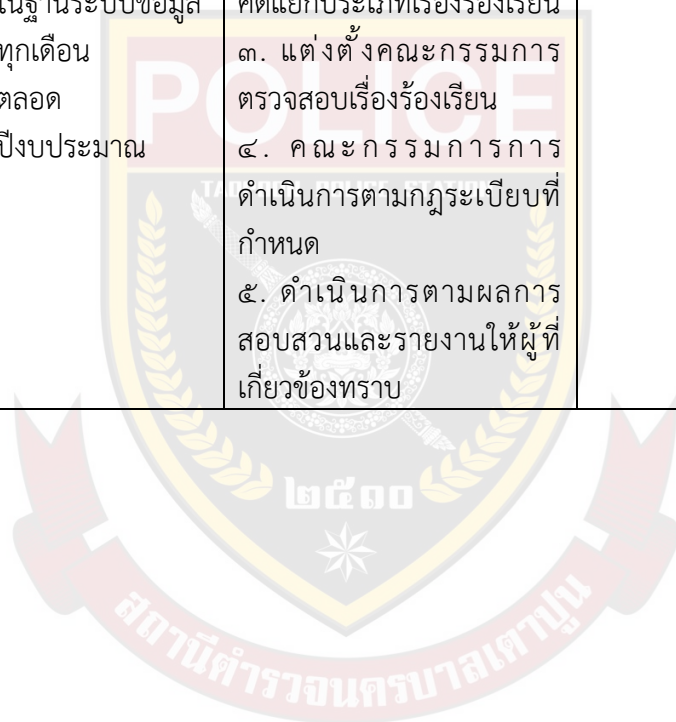 ในฐานระบบข้อมูล
ทุกเดือน
ตลอด
ปีงบประมาณ
คัดแยกประเภทเรื่องร้องเรียน
๓. แต่งตั้งคณะกรรมการ
ตรวจสอบเรื่องร้องเรียน
๔. คณะกรรมการการ
ดำเนินการตามกฎระเบียบที่
กำหนด
๕. ดำเนินการตามผลการ
สอบสวนและรายงานให้ผู้ที่
เกี่ยวข้องทราบ
POLICE
TAOPOON POLICE STATION
๒๕๑๐
สถานีตำรวจนครบาลเตาปูน